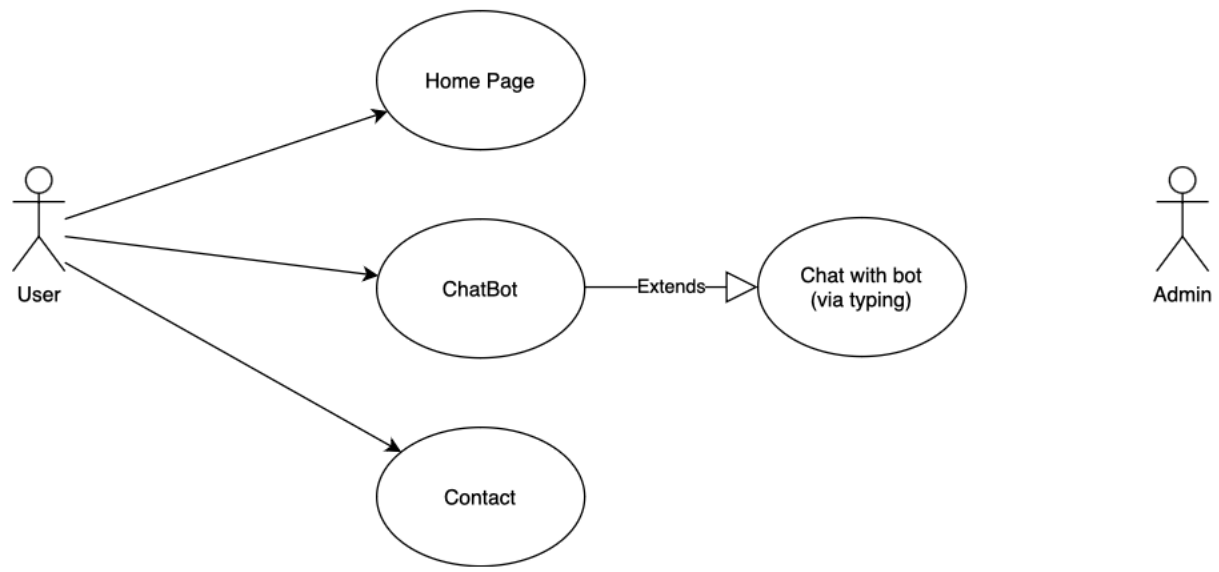 Home Page
User
ChatBot
Extends
Chat with bot
(via typing)
Admin
Contact